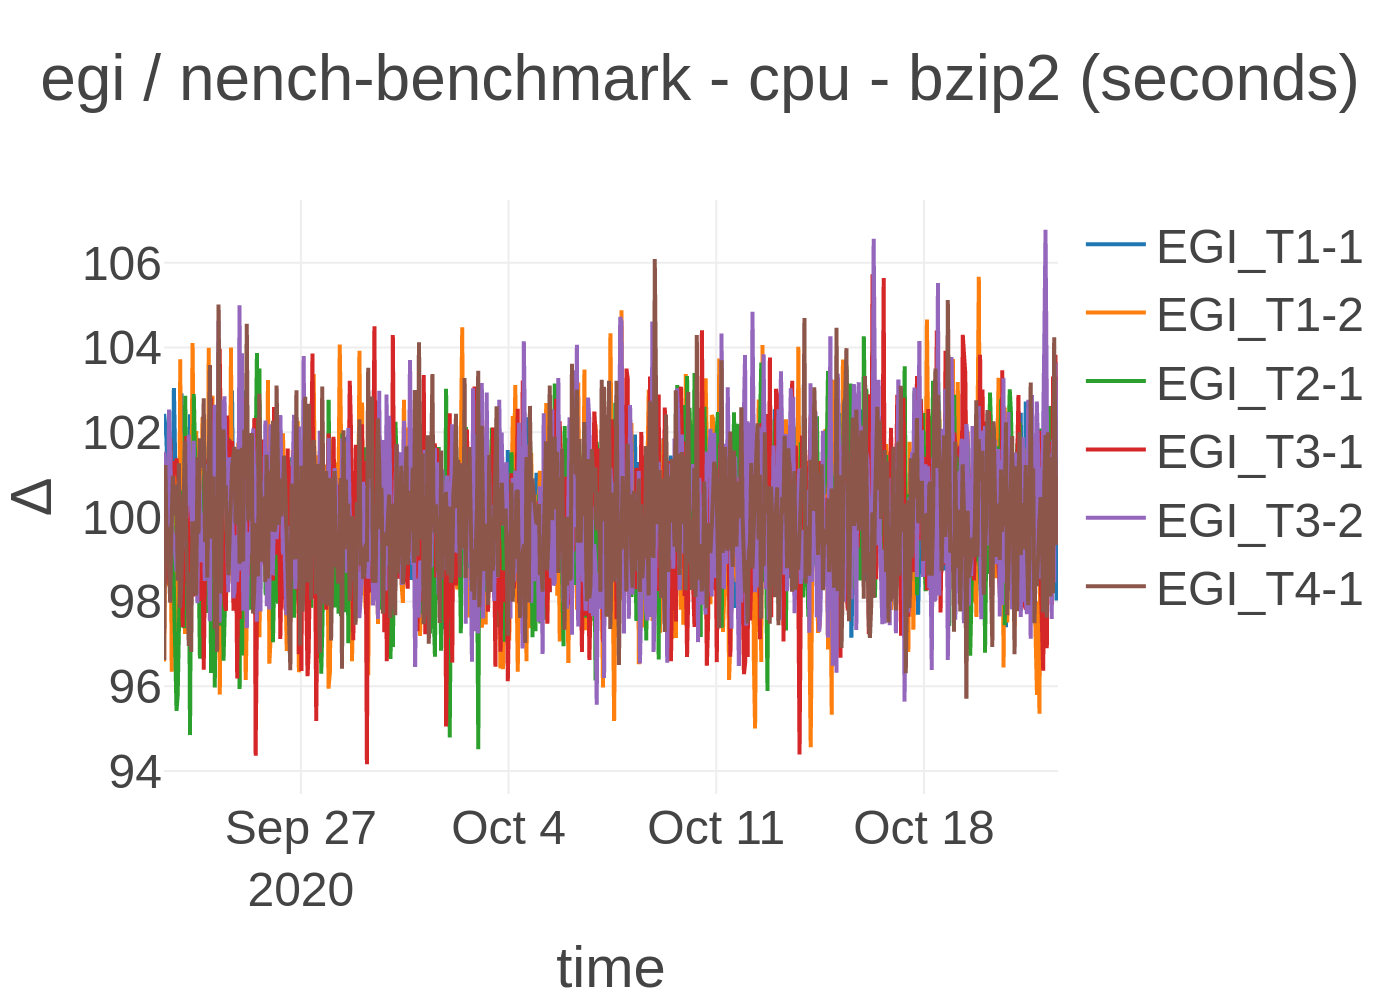 egi / nench-benchmark - cpu - bzip2 (seconds)
106
104
102
100
98
96
94
Δ
Sep 27
2020
Oct 4
Oct 11
Oct 18
time
EGI_T1-1
EGI_T1-2
EGI_T2-1
EGI_T3-1
EGI_T3-2
EGI_T4-1